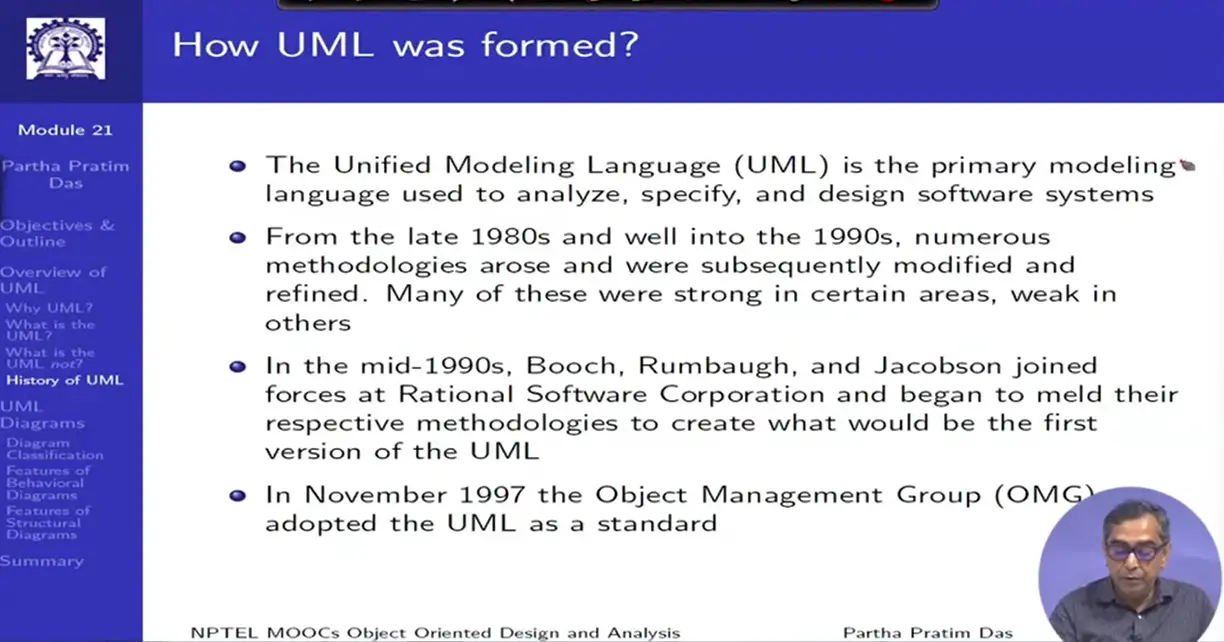 How UML was formed?
Module 21
Partha Pratim
Das
Objectives &
Outline
Overview of
UML
Why UML?
What is the
UML?
What is the
UML not?
History of UML
UML
Diagrams
Diagram
Classification
Features of
Behavioral
Diagrams
Features of
Structural
Diagrams
Summary
The Unified Modeling Language (UML) is the primary modeling
language used to analyze, specify, and design software systems
From the late 1980s and well into the 1990s, numerous
methodologies arose and were subsequently modified and
refined. Many of these were strong in certain areas, weak in
others
In the mid-1990s, Booch, Rumbaugh, and Jacobson joined
forces at Rational Software Corporation and began to meld their
respective methodologies to create what would be the first
version of the UML
In November 1997 the Object Management Group (OMG)
adopted the UML as a standard
NPTEL MOOCs Object Oriented Design and Analysis
Partha Pratim Das